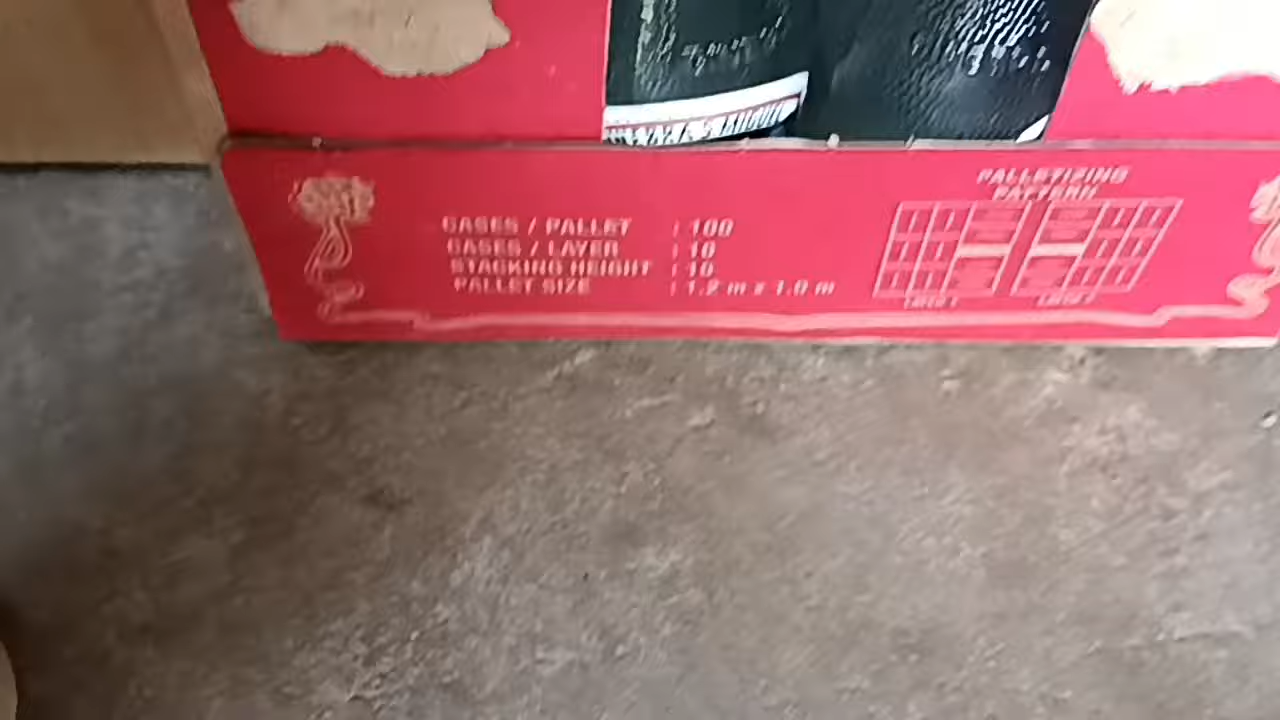 PALLETIZING
PATTERN
CASES / PALLET : 100
CASES / LAYER : 10
STACKING HEIGHT : 10
PALLET SIZE : 1.2 m x 1.0 m